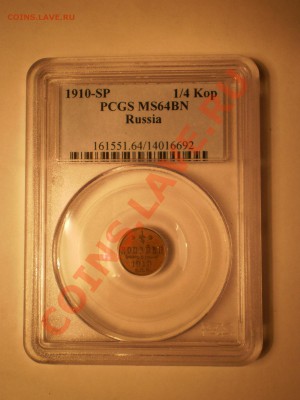 COINS.LAVE.RU
1910-SP 1/4 Kop
PCGS MS64BN
Russia
161551.64/14016692
COINS.LAVE.RU